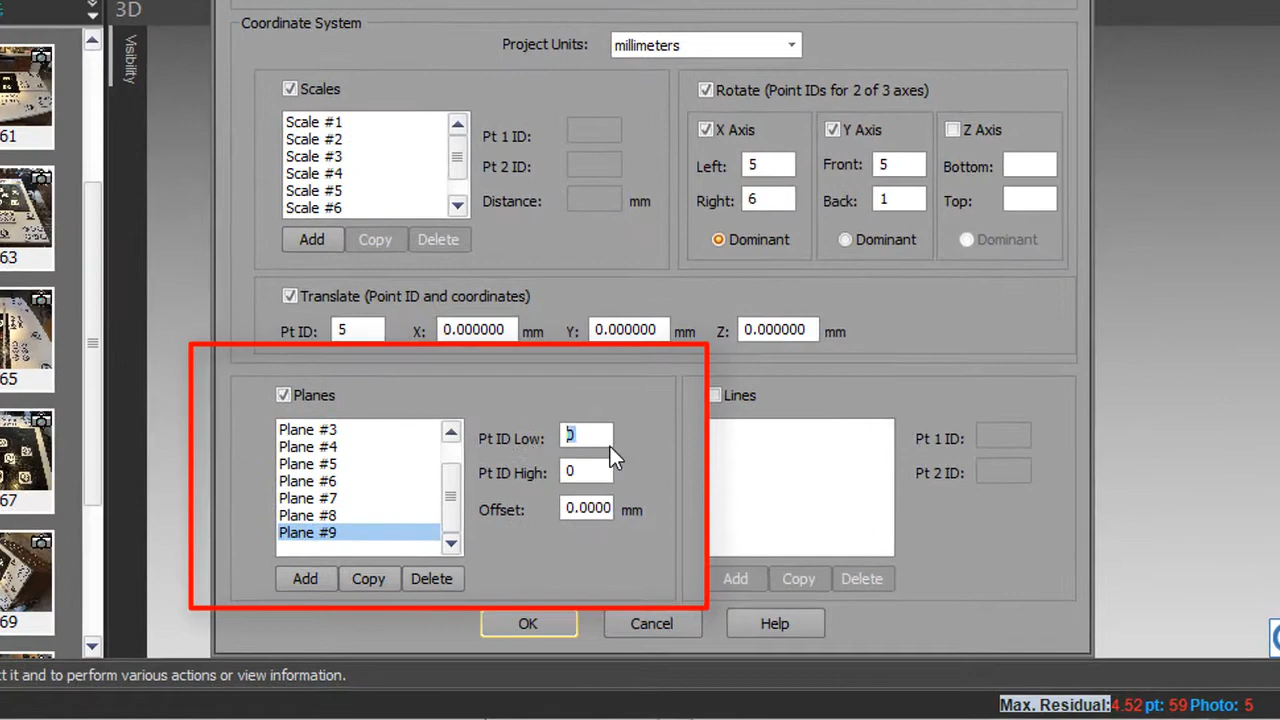 3D
Visibility
61
63
65
67
69
Coordinate System
Project Units: millimeters
Scales
Scale #1
Scale #2
Scale #3
Scale #4
Scale #5
Scale #6
Pt 1 ID:
Pt 2 ID:
Distance: mm
Add Copy Delete
Rotate (Point IDs for 2 of 3 axes)
X Axis Y Axis Z Axis
Left: 5 Front: 5 Bottom:
Right: 6 Back: 1 Top:
Dominant Dominant Dominant
Translate (Point ID and coordinates)
Pt ID: 5 X: 0.000000 mm Y: 0.000000 mm Z: 0.000000 mm
Planes
Plane #3
Plane #4
Plane #5
Plane #6
Plane #7
Plane #8
Plane #9
Pt ID Low: 0
Pt ID High: 0
Offset: 0.0000 mm
Add Copy Delete
Lines
Pt 1 ID:
Pt 2 ID:
Add Copy Delete
OK Cancel Help
t it and to perform various actions or view information.
Max. Residual:4.52 pt: 59 Photo: 5